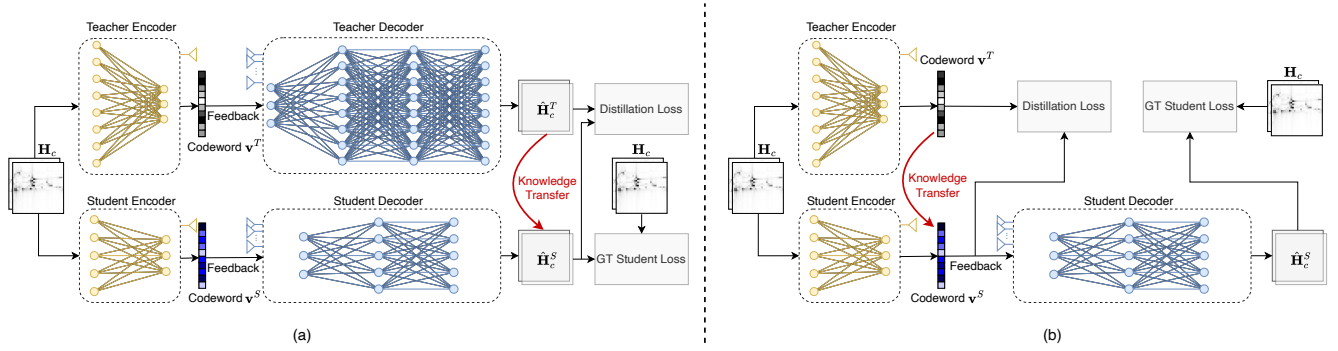 Teacher Encoder
Teacher Decoder
H_c
Feedback
Codeword v^T
Ĥ_c^T
Distillation Loss
Knowledge
Transfer
H_c
Student Encoder
Student Decoder
Feedback
Codeword v^S
Ĥ_c^S
GT Student Loss
(a)
Teacher Encoder
Codeword v^T
H_c
Distillation Loss
GT Student Loss
H_c
Knowledge
Transfer
Student Encoder
Student Decoder
Feedback
Codeword v^S
Ĥ_c^S
(b)